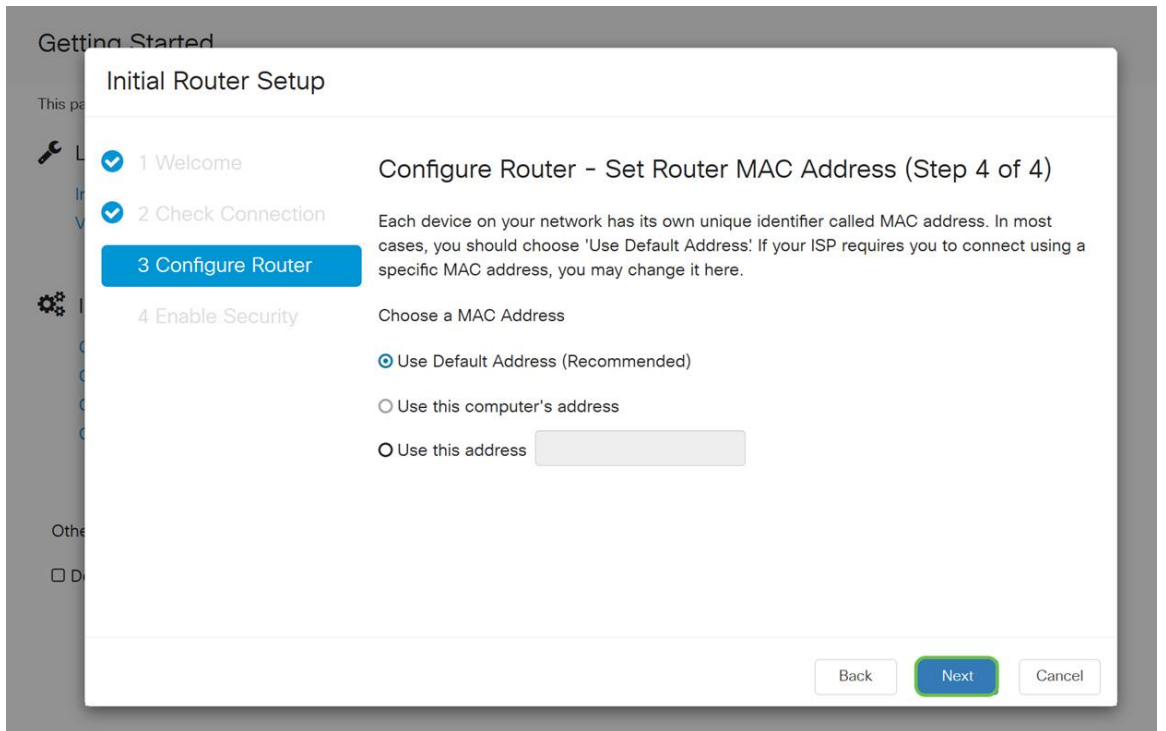 Getting Started
Initial Router Setup
This pa
1 Welcome
2 Check Connection
3 Configure Router
4 Enable Security
Configure Router - Set Router MAC Address (Step 4 of 4)
Each device on your network has its own unique identifier called MAC address. In most
cases, you should choose 'Use Default Address'. If your ISP requires you to connect using a
specific MAC address, you may change it here.
Choose a MAC Address
Use Default Address (Recommended)
Use this computer's address
Use this address
Othe
Back
Next
Cancel